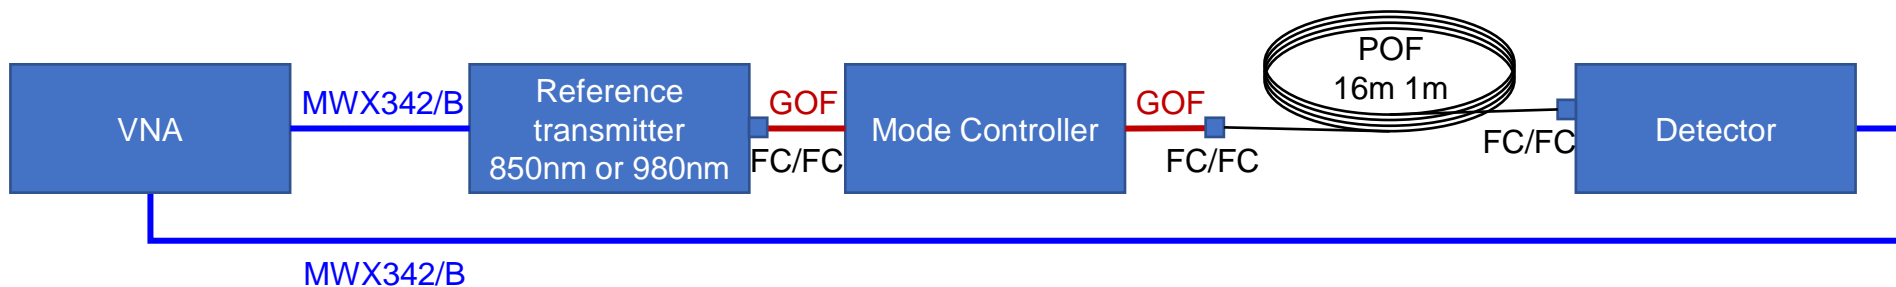 VNA
MWX342/B
Reference
transmitter
850nm or 980nm
GOF
FC/FC
Mode Controller
GOF
FC/FC
POF
16m 1m
FC/FC
Detector
MWX342/B